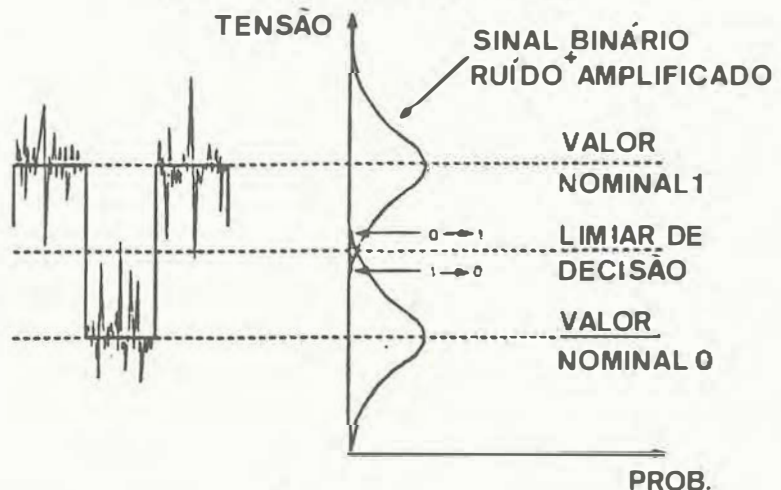 TENSÃO
SINAL BINÁRIO
+
RUÍDO AMPLIFICADO
VALOR
NOMINAL 1
0 → 1
LIMIAR DE
1 → 0
DECISÃO
VALOR
NOMINAL 0
PROB.